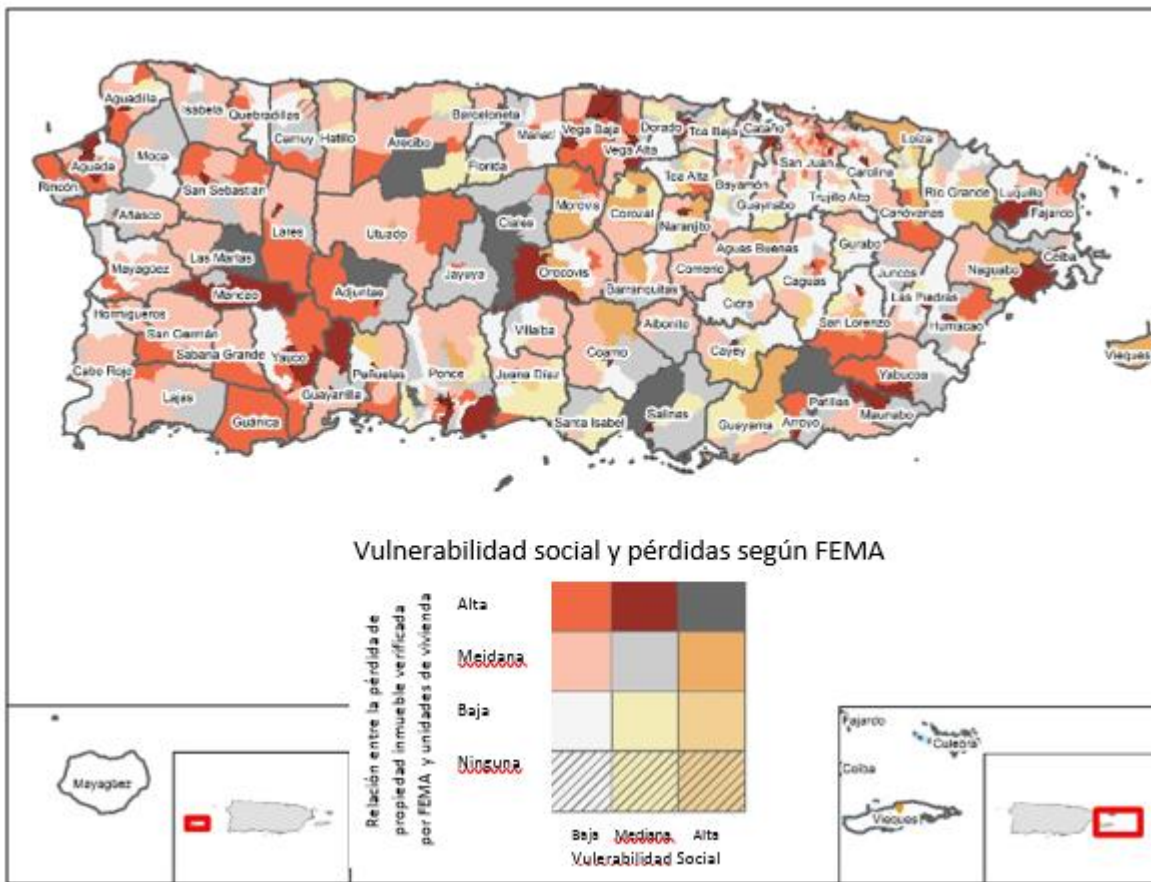 Aguadilla
Isabela
Quebradillas
Camuy
Hatillo
Arecibo
Barceloneta
Manatí
Vega Baja
Vega Alta
Dorado
Toa Baja
Cataño
San Juan
Carolina
Loiza
Rio Grande
Luquillo
Fajardo
Rincón
Aguada
Moca
San Sebastián
Florida
Morovis
Corozal
Toa Alta
Bayamón
Guaynabo
Trujillo Alto
Canóvanas
Naranjito
Añasco
Lares
Utuado
Ciales
Aguas Buenas
Gurabo
Ceiba
Naguabo
Las Marías
Mayagüez
Maricao
Adjuntas
Jayuya
Orocovis
Barranquitas
Comerío
Caguas
Juncos
Las Piedras
Humacao
Hormigueros
San Germán
Sabana Grande
Yauco
Villalba
Aibonito
Cidra
San Lorenzo
Cabo Rojo
Lajas
Guánica
Guayanilla
Peñuelas
Ponce
Juana Díaz
Coamo
Cayey
Yabucoa
Vieques
Santa Isabel
Salinas
Guayama
Arroyo
Patillas
Maunabo
Vulnerabilidad social y pérdidas según FEMA
Relación entre la pérdida de
propiedad inmueble verificada
por FEMA y unidades de vivienda
Alta
Meidana
Baja
Ninguna
Baja Mediana Alta
Vulerabilidad Social
Mayagüez
Fajardo
Culebra
Ceiba
Vieques